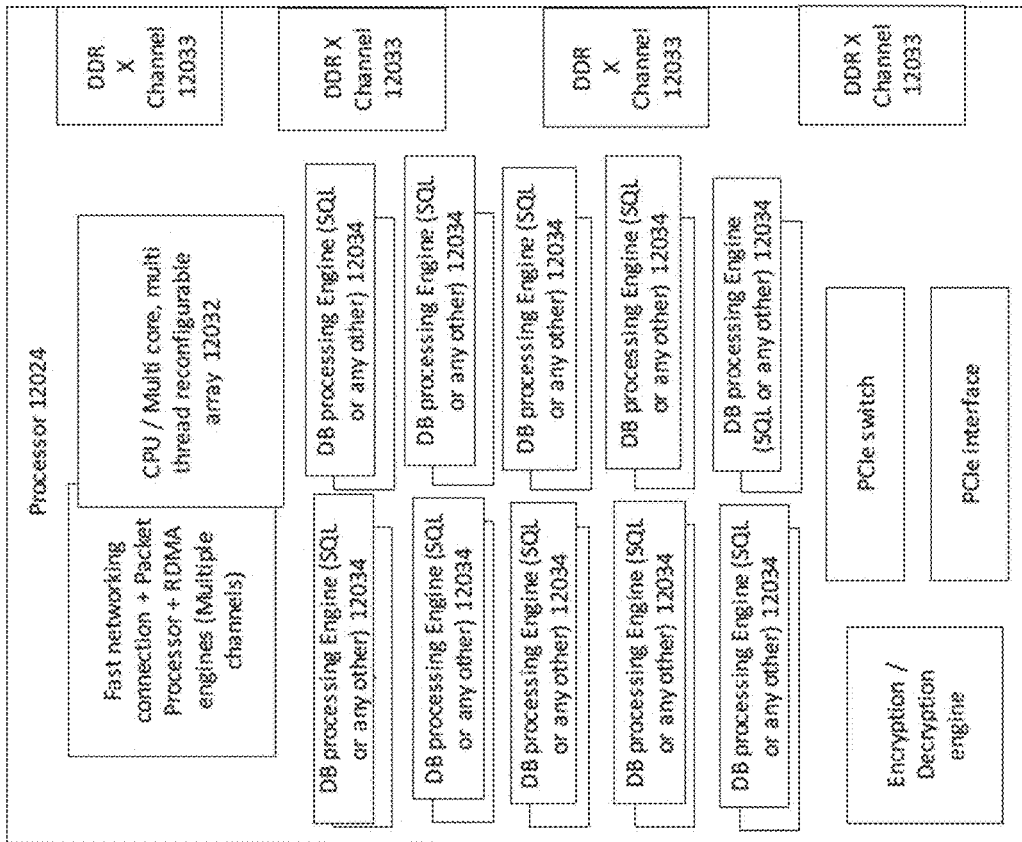 Processor 12024
Fast networking
connection + Packet
Processor + RDMA
engines (Multiple
channels)
CPU / Multi core, multi
thread reconfigurable
array 12032
DDR
X
Channel
12033
DB processing Engine (SQL
or any other) 12034
DB processing Engine (SQL
or any other) 12034
DDR X
Channel
12033
DB processing Engine (SQL
or any other) 12034
DB processing Engine (SQL
or any other) 12034
DB processing Engine (SQL
or any other) 12034
DB processing Engine (SQL
or any other) 12034
DDR
X
Channel
12033
DB processing Engine (SQL
or any other) 12034
DB processing Engine (SQL
or any other) 12034
DB processing Engine (SQL
or any other) 12034
DB processing Engine
(SQL or any other) 12034
DDR X
Channel
12033
Encryption /
Decryption
engine
PCIe switch
PCIe interface